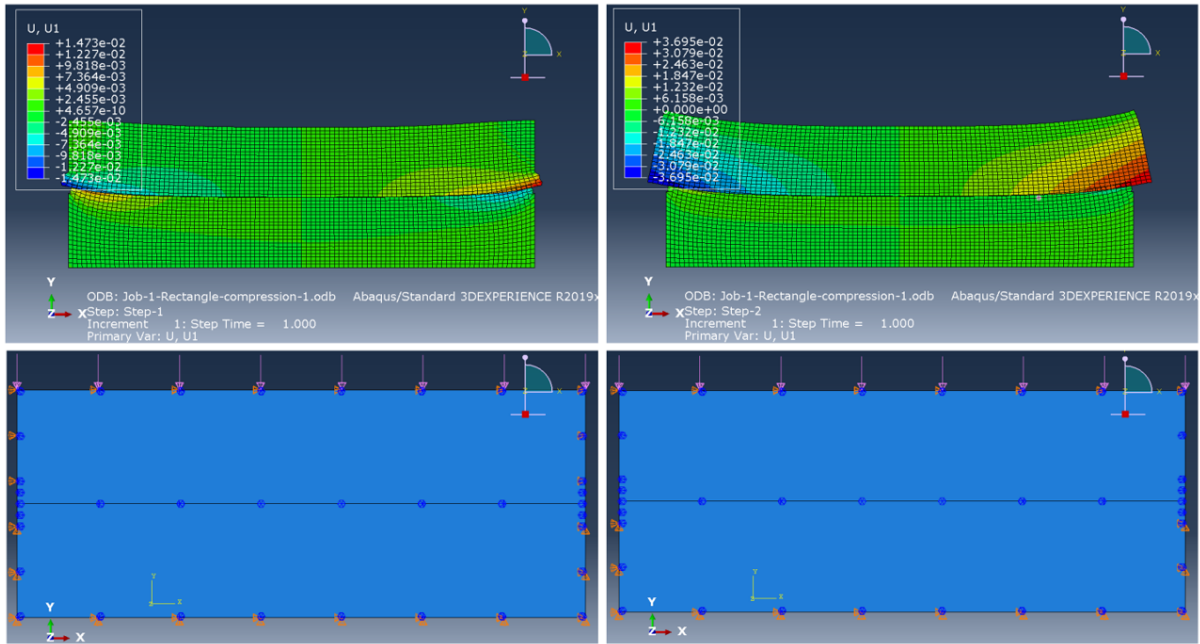 U, U1
+1.473e-02
+1.227e-02
+9.818e-03
+7.364e-03
+4.909e-03
+2.455e-03
+4.657e-10
-2.455e-03
-4.909e-03
-7.364e-03
-9.818e-03
-1.227e-02
-1.473e-02
Y
X
Y
Z X
ODB: Job-1-Rectangle-compression-1.odb Abaqus/Standard 3DEXPERIENCE R2019x
Step: Step-1
Increment 1: Step Time = 1.000
Primary Var: U, U1
U, U1
+3.695e-02
+3.079e-02
+2.463e-02
+1.847e-02
+1.232e-02
+6.158e-03
+0.000e+00
-6.158e-03
-1.232e-02
-1.847e-02
-2.463e-02
-3.079e-02
-3.695e-02
Y
X
Y
Z X
ODB: Job-1-Rectangle-compression-1.odb Abaqus/Standard 3DEXPERIENCE R2019x
Step: Step-2
Increment 1: Step Time = 1.000
Primary Var: U, U1
X
Y
X
Y
Z X
X
Y
X
Y
Z X